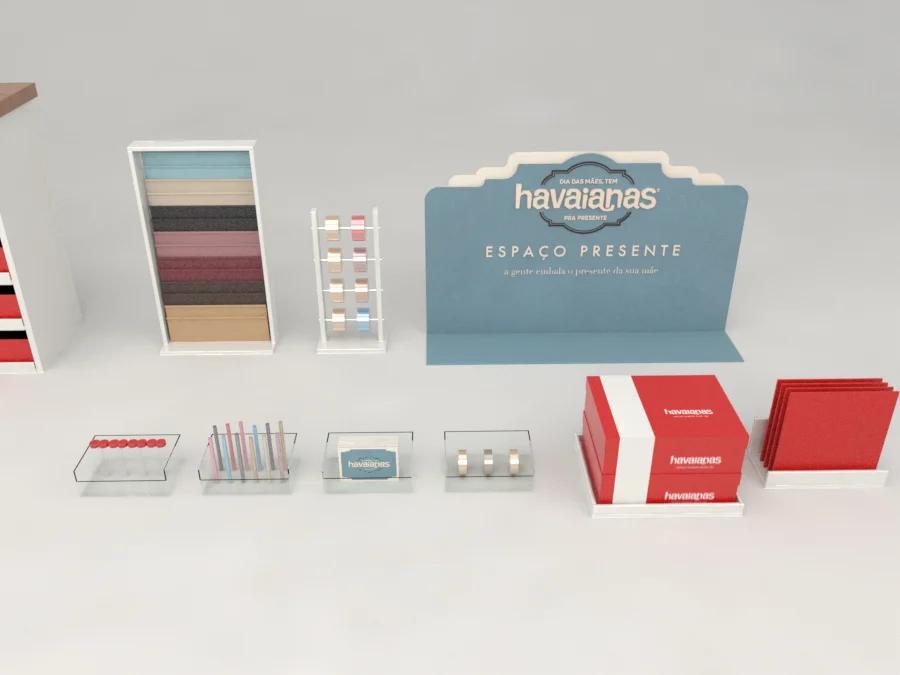 DIA DAS MÃES, TEM
havaianas®
PRA PRESENTE
ESPAÇO PRESENTE
a gente embala o presente da sua mãe
havaianas
havaianas
havaianas
havaianas